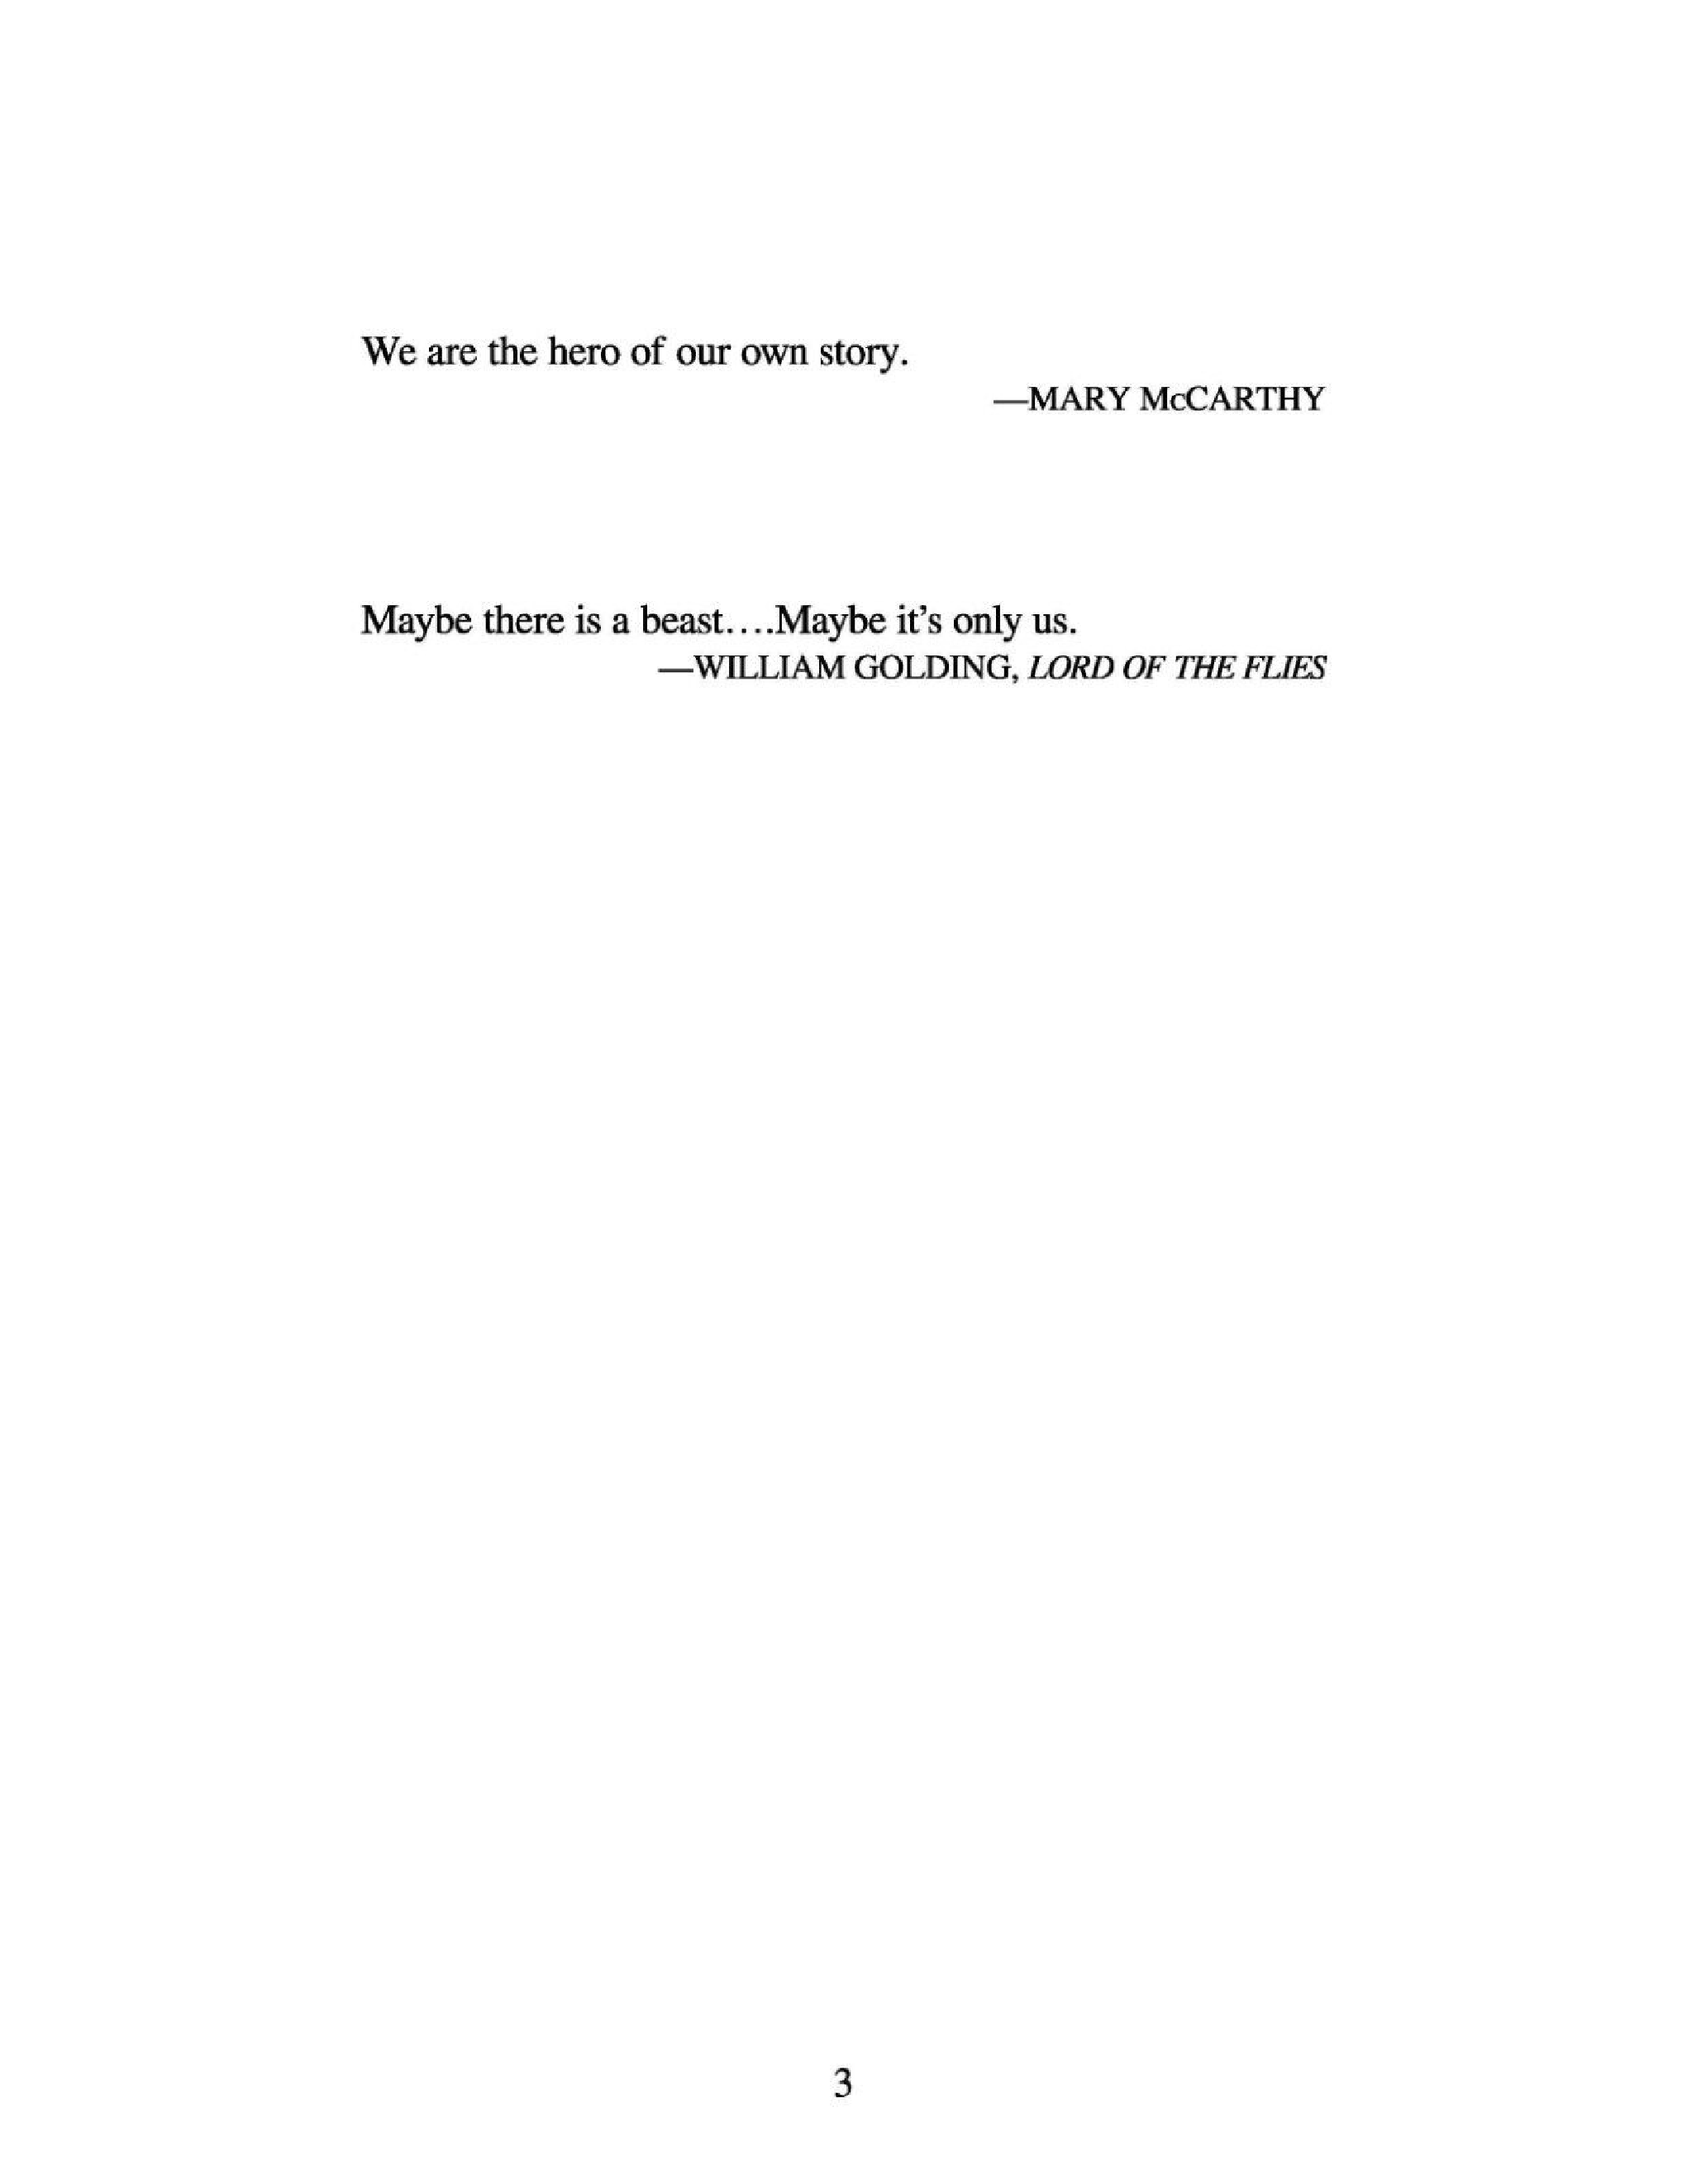 We are the hero of our own story.
—MARY McCARTHY
Maybe there is a beast….Maybe it’s only us.
—WILLIAM GOLDING, LORD OF THE FLIES
3